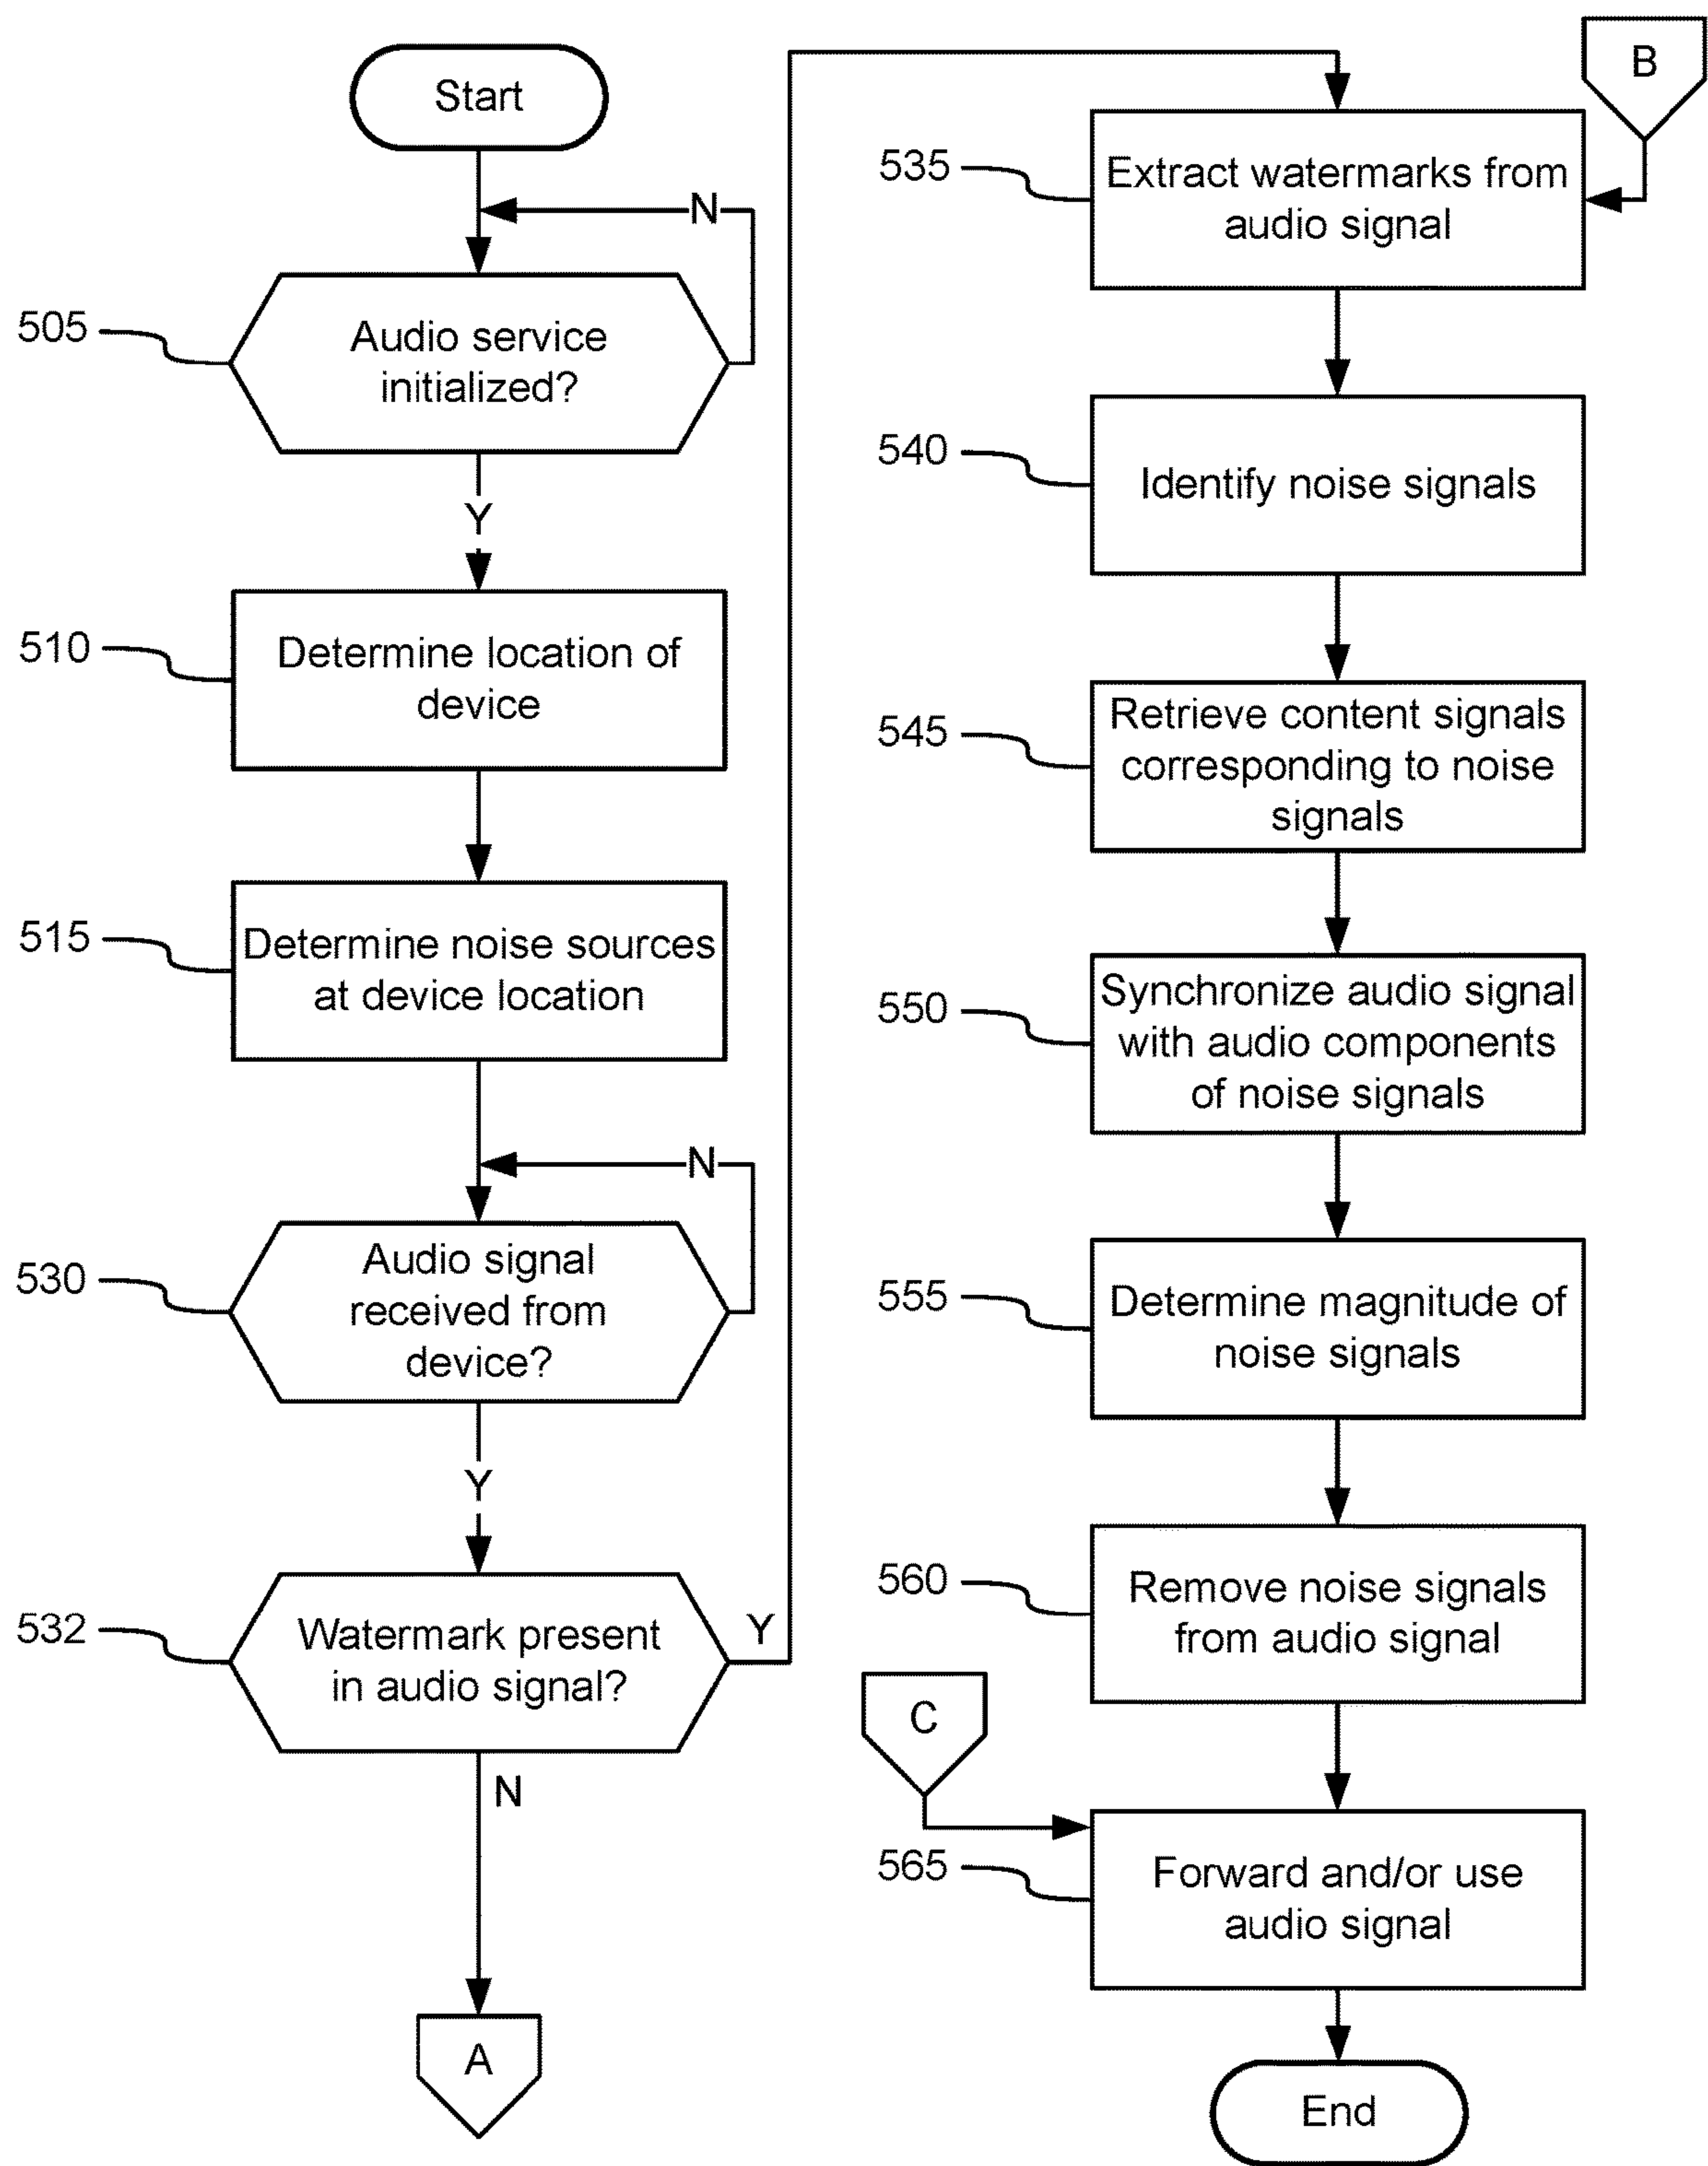 Start
N
505
Audio service
initialized?
Y
510
Determine location of
device
515
Determine noise sources
at device location
N
530
Audio signal
received from
device?
Y
532
Watermark present
in audio signal?
Y
N
A
B
535
Extract watermarks from
audio signal
540
Identify noise signals
545
Retrieve content signals
corresponding to noise
signals
550
Synchronize audio signal
with audio components
of noise signals
555
Determine magnitude of
noise signals
560
Remove noise signals
from audio signal
C
565
Forward and/or use
audio signal
End